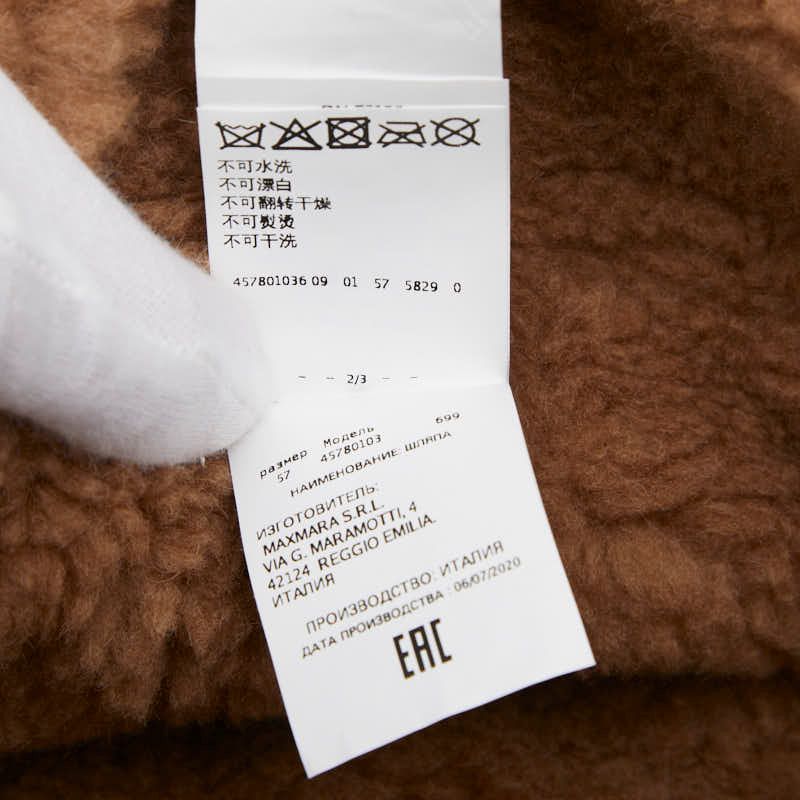 不可水洗
不可漂白
不可翻转干燥
不可熨烫
不可干洗
457801036 09 01 57 5829 0
- - 2/3 - -
размер Модель 699
57 45780103
НАИМЕНОВАНИЕ: ШЛЯПА
ИЗГОТОВИТЕЛЬ:
MAXMARA S.R.L.
VIA G. MARAMOTTI, 4
42124 REGGIO EMILIA.
ИТАЛИЯ
ПРОИЗВОДСТВО: ИТАЛИЯ
ДАТА ПРОИЗВОДСТВА : 06/07/2020
EAC